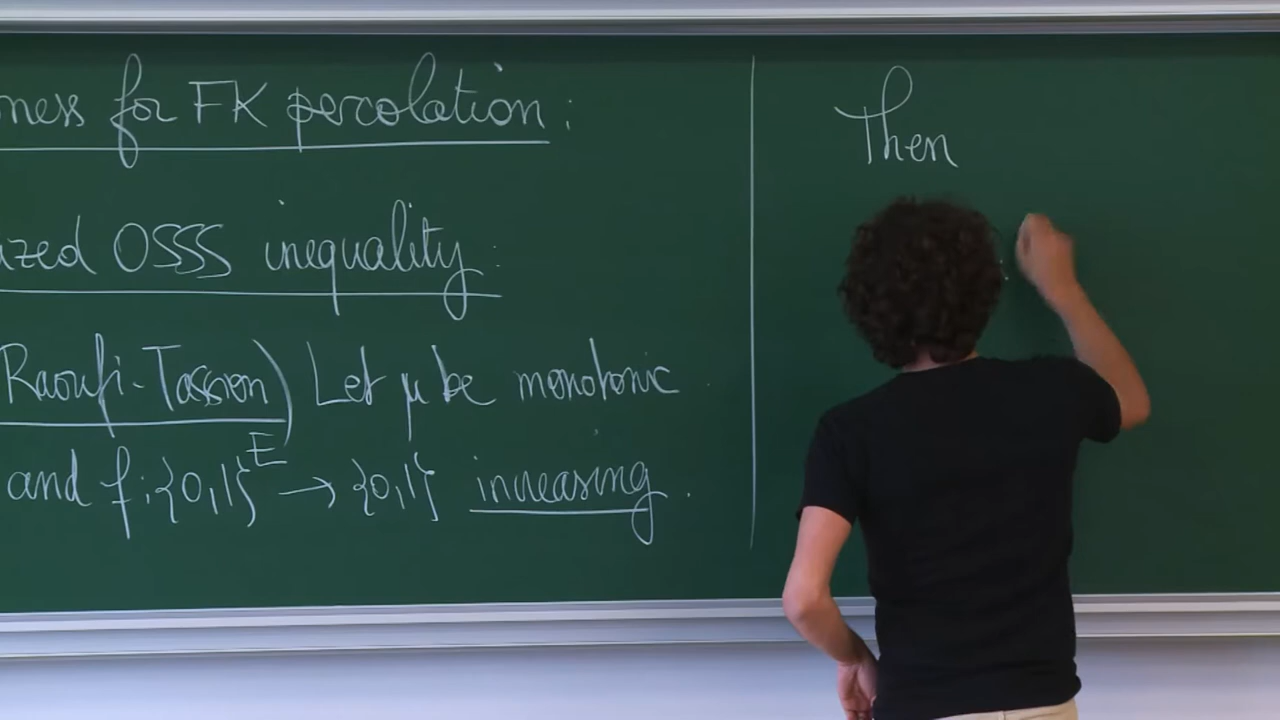 ness for FK percolation:
ized OSSS inequality:
Raoufi-Tassion) Let μ be monotonic
and f:{0,1}^E → {0,1} increasing.
Then